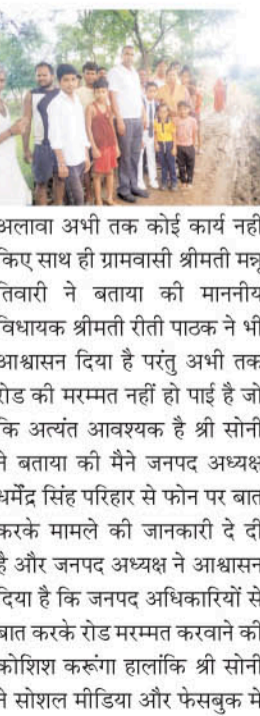 अलावा अभी तक कोई कार्य नही
किए साथ ही ग्रामवासी श्रीमती मन्नू
तिवारी ने बताया की माननीय
विधायक श्रीमती रीती पाठक ने भी
आश्वासन दिया है परंतु अभी तक
रोड की मरम्मत नहीं हो पाई है जो
कि अत्यंत आवश्यक है श्री सोनी
ने बताया की मैने जनपद अध्यक्ष
धर्मेंद्र सिंह परिहार से फोन पर बात
करके मामले की जानकारी दे दी
है और जनपद अध्यक्ष ने आश्वासन
दिया है कि जनपद अधिकारियों से
बात करके रोड मरम्मत करवाने की
कोशिश करूंगा हालांकि श्री सोनी
ने सोशल मीडिया और फेसबुक मे